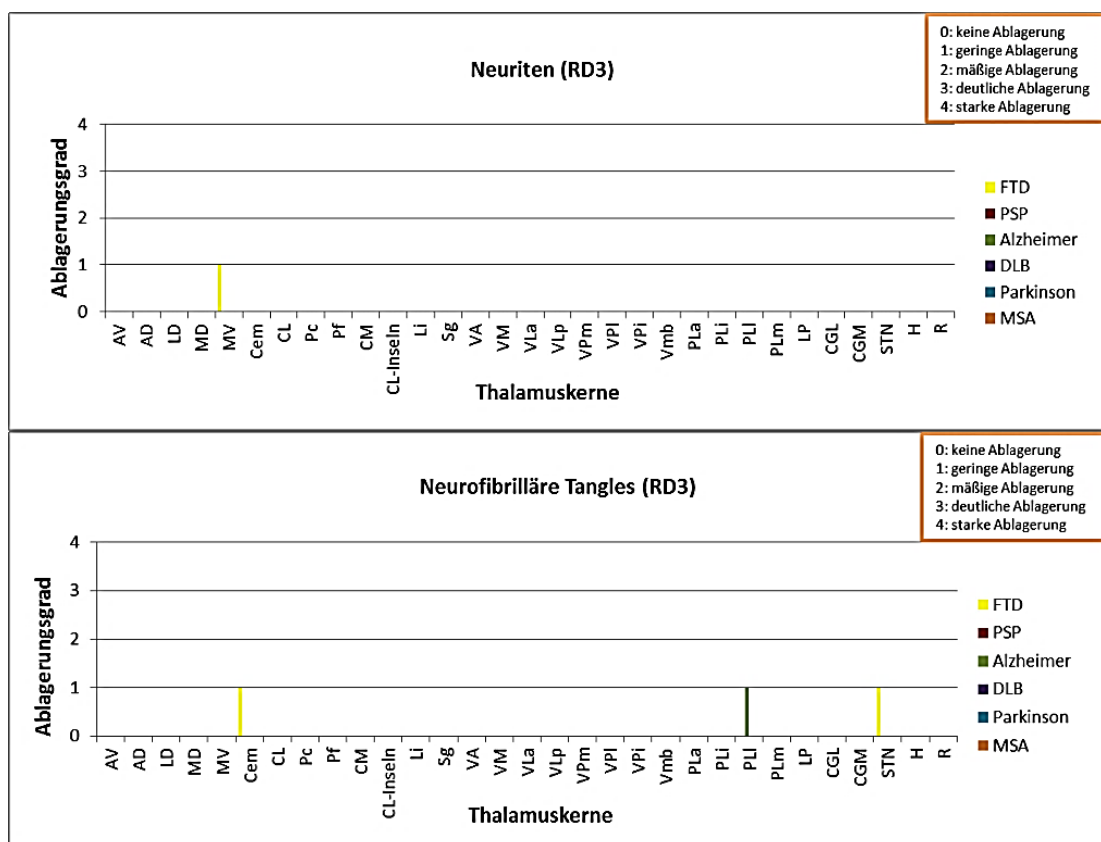 Neuriten (RD3)
0: keine Ablagerung
1: geringe Ablagerung
2: mäßige Ablagerung
3: deutliche Ablagerung
4: starke Ablagerung
Ablagerungsgrad
4
3
2
1
0
AV
AD
LD
MD
MV
Cem
CL
Pc
Pf
CM
CL-Inseln
Li
Sg
VA
VM
VLa
VLp
VPm
VPl
VPi
Vmb
PLa
PLi
PLl
PLm
LP
CGL
CGM
STN
H
R
Thalamuskerne
FTD
PSP
Alzheimer
DLB
Parkinson
MSA
Neurofibrilläre Tangles (RD3)
0: keine Ablagerung
1: geringe Ablagerung
2: mäßige Ablagerung
3: deutliche Ablagerung
4: starke Ablagerung
Ablagerungsgrad
4
3
2
1
0
AV
AD
LD
MD
MV
Cem
CL
Pc
Pf
CM
CL-Inseln
Li
Sg
VA
VM
VLa
VLp
VPm
VPl
VPi
Vmb
PLa
PLi
PLl
PLm
LP
CGL
CGM
STN
H
R
Thalamuskerne
FTD
PSP
Alzheimer
DLB
Parkinson
MSA